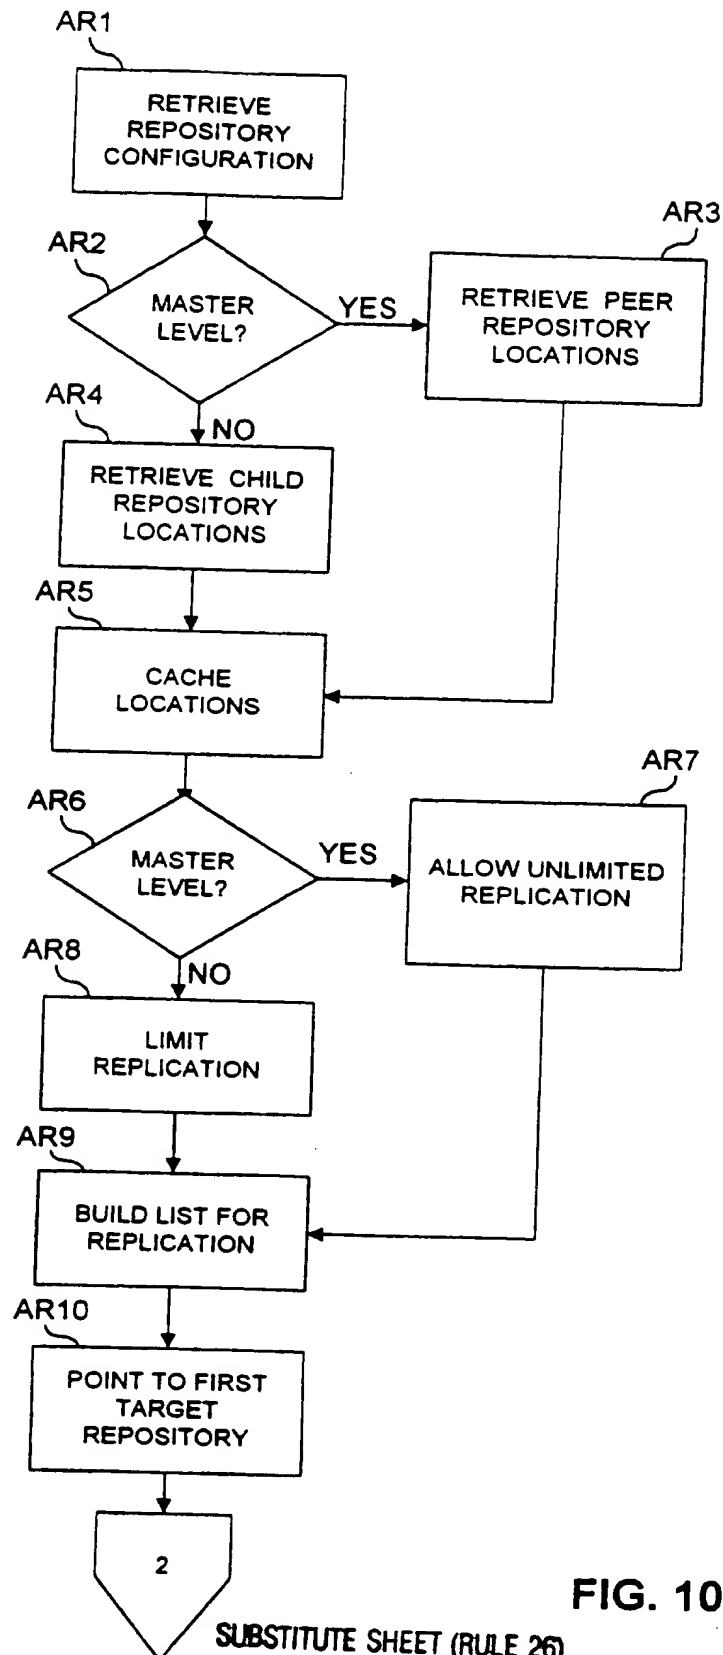 AR1
RETRIEVE
REPOSITORY
CONFIGURATION
AR2
MASTER
LEVEL?
YES
AR3
RETRIEVE PEER
REPOSITORY
LOCATIONS
NO
AR4
RETRIEVE CHILD
REPOSITORY
LOCATIONS
AR5
CACHE
LOCATIONS
AR6
MASTER
LEVEL?
YES
AR7
ALLOW UNLIMITED
REPLICATION
NO
AR8
LIMIT
REPLICATION
AR9
BUILD LIST FOR
REPLICATION
AR10
POINT TO FIRST
TARGET
REPOSITORY
2
FIG. 10
SUBSTITUTE SHEET (RULE 26)